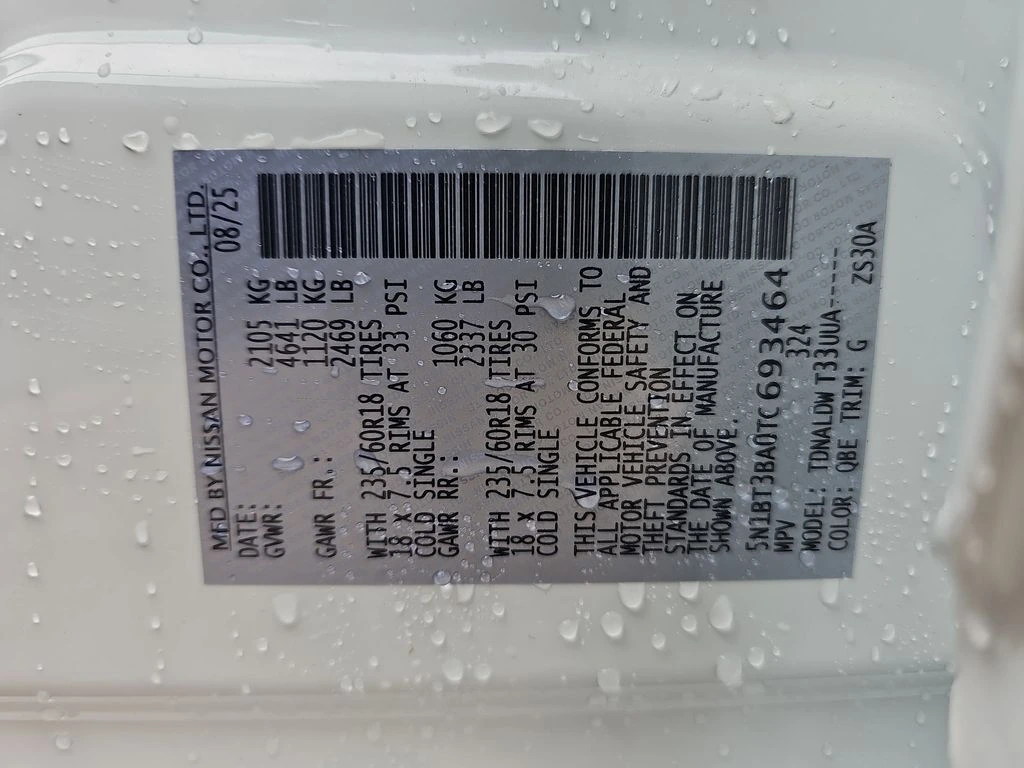 MFD BY NISSAN MOTOR CO., LTD.
DATE: 08/25
GVWR: 2105 KG
4641 LB
GAWR FR.: 1120 KG
2469 LB
WITH 235/60R18 TIRES
18 X 7.5 RIMS AT 33 PSI
COLD SINGLE
GAWR RR.: 1060 KG
2337 LB
WITH 235/60R18 TIRES
18 X 7.5 RIMS AT 30 PSI
COLD SINGLE
THIS VEHICLE CONFORMS TO
ALL APPLICABLE FEDERAL
MOTOR VEHICLE SAFETY AND
THEFT PREVENTION
STANDARDS IN EFFECT ON
THE DATE OF MANUFACTURE
SHOWN ABOVE.
5N1BT3BA0TC693464
MPV 324
MODEL: TDNALDW T33UUA-----
COLOR: QBE TRIM: G ZS30A